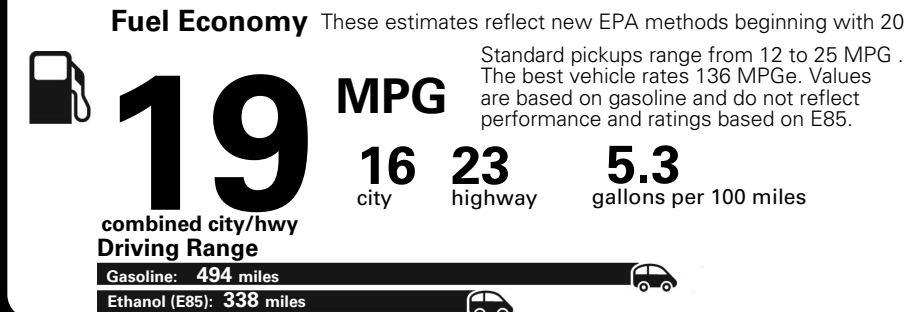 Fuel Economy These estimates reflect new EPA methods beginning with 20
Standard pickups range from 12 to 25 MPG .
The best vehicle rates 136 MPGe. Values
are based on gasoline and do not reflect
performance and ratings based on E85.
19 MPG
16 23 5.3
city highway gallons per 100 miles
combined city/hwy
Driving Range
Gasoline: 494 miles
Ethanol (E85): 338 miles